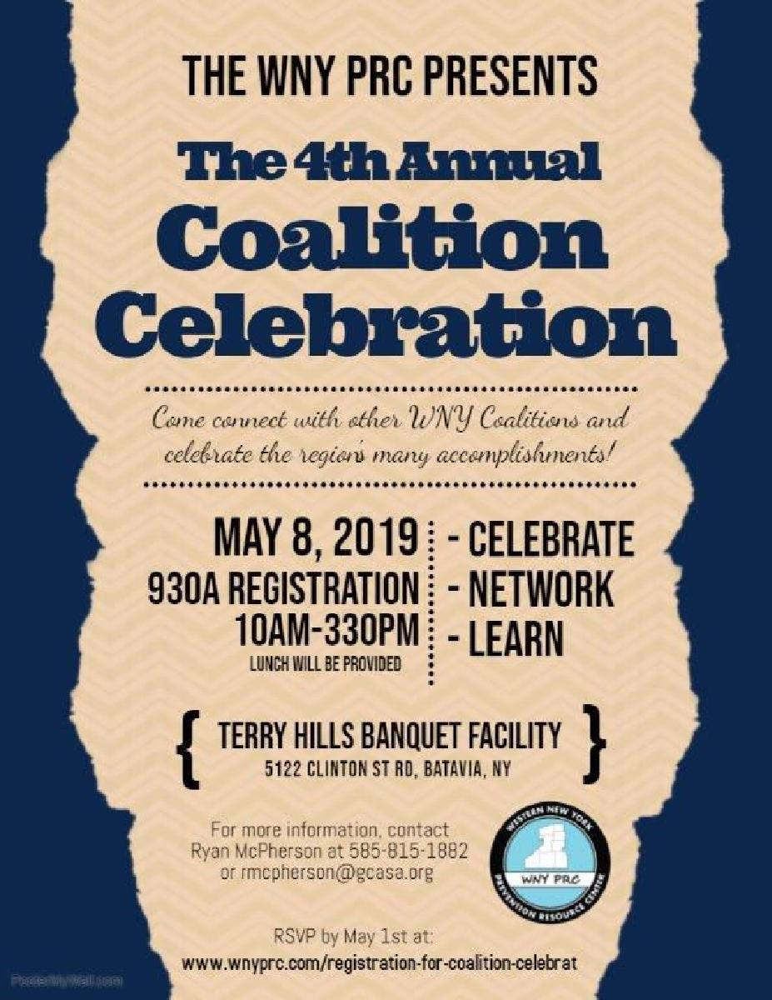 THE WNY PRC PRESENTS
The 4th Annual
Coalition
Celebration
Come connect with other WNY Coalitions and
celebrate the region's many accomplishments!
MAY 8, 2019
930A REGISTRATION
10AM-330PM
LUNCH WILL BE PROVIDED
- CELEBRATE
- NETWORK
- LEARN
{ TERRY HILLS BANQUET FACILITY }
5122 CLINTON ST RD, BATAVIA, NY
For more information, contact
Ryan McPherson at 585-815-1882
or rmcpherson@gcasa.org
WESTERN NEW YORK
WNY PRC
PREVENTION RESOURCE CENTER
RSVP by May 1st at:
www.wnyprc.com/registration-for-coalition-celebrat
PosterMyWall.com